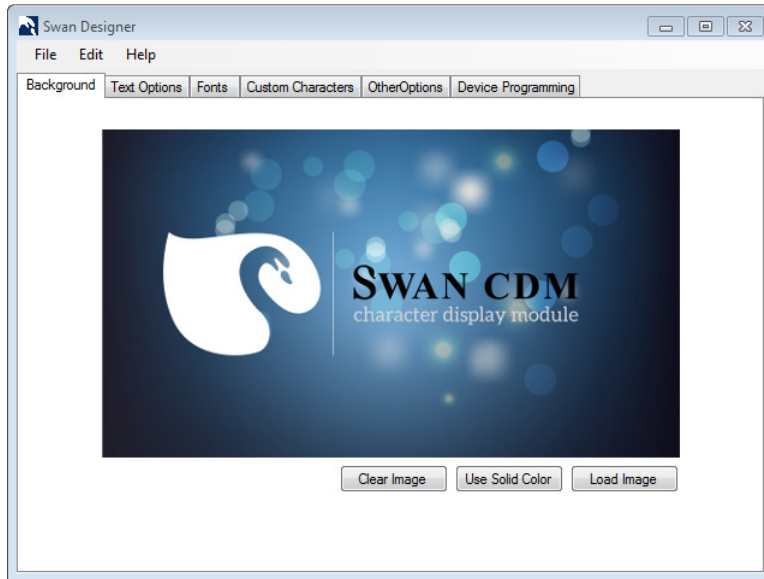 Swan Designer
File Edit Help
Background Text Options Fonts Custom Characters OtherOptions Device Programming
SWAN CDM
character display module
Clear Image Use Solid Color Load Image